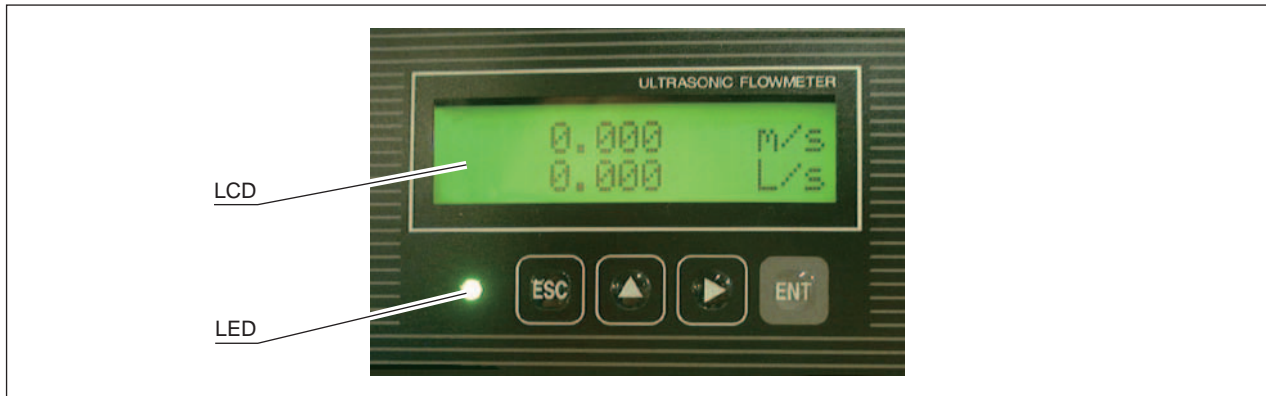 ULTRASONIC FLOWMETER
0.000 m/s
0.000 L/s
LCD
ESC ENT
LED